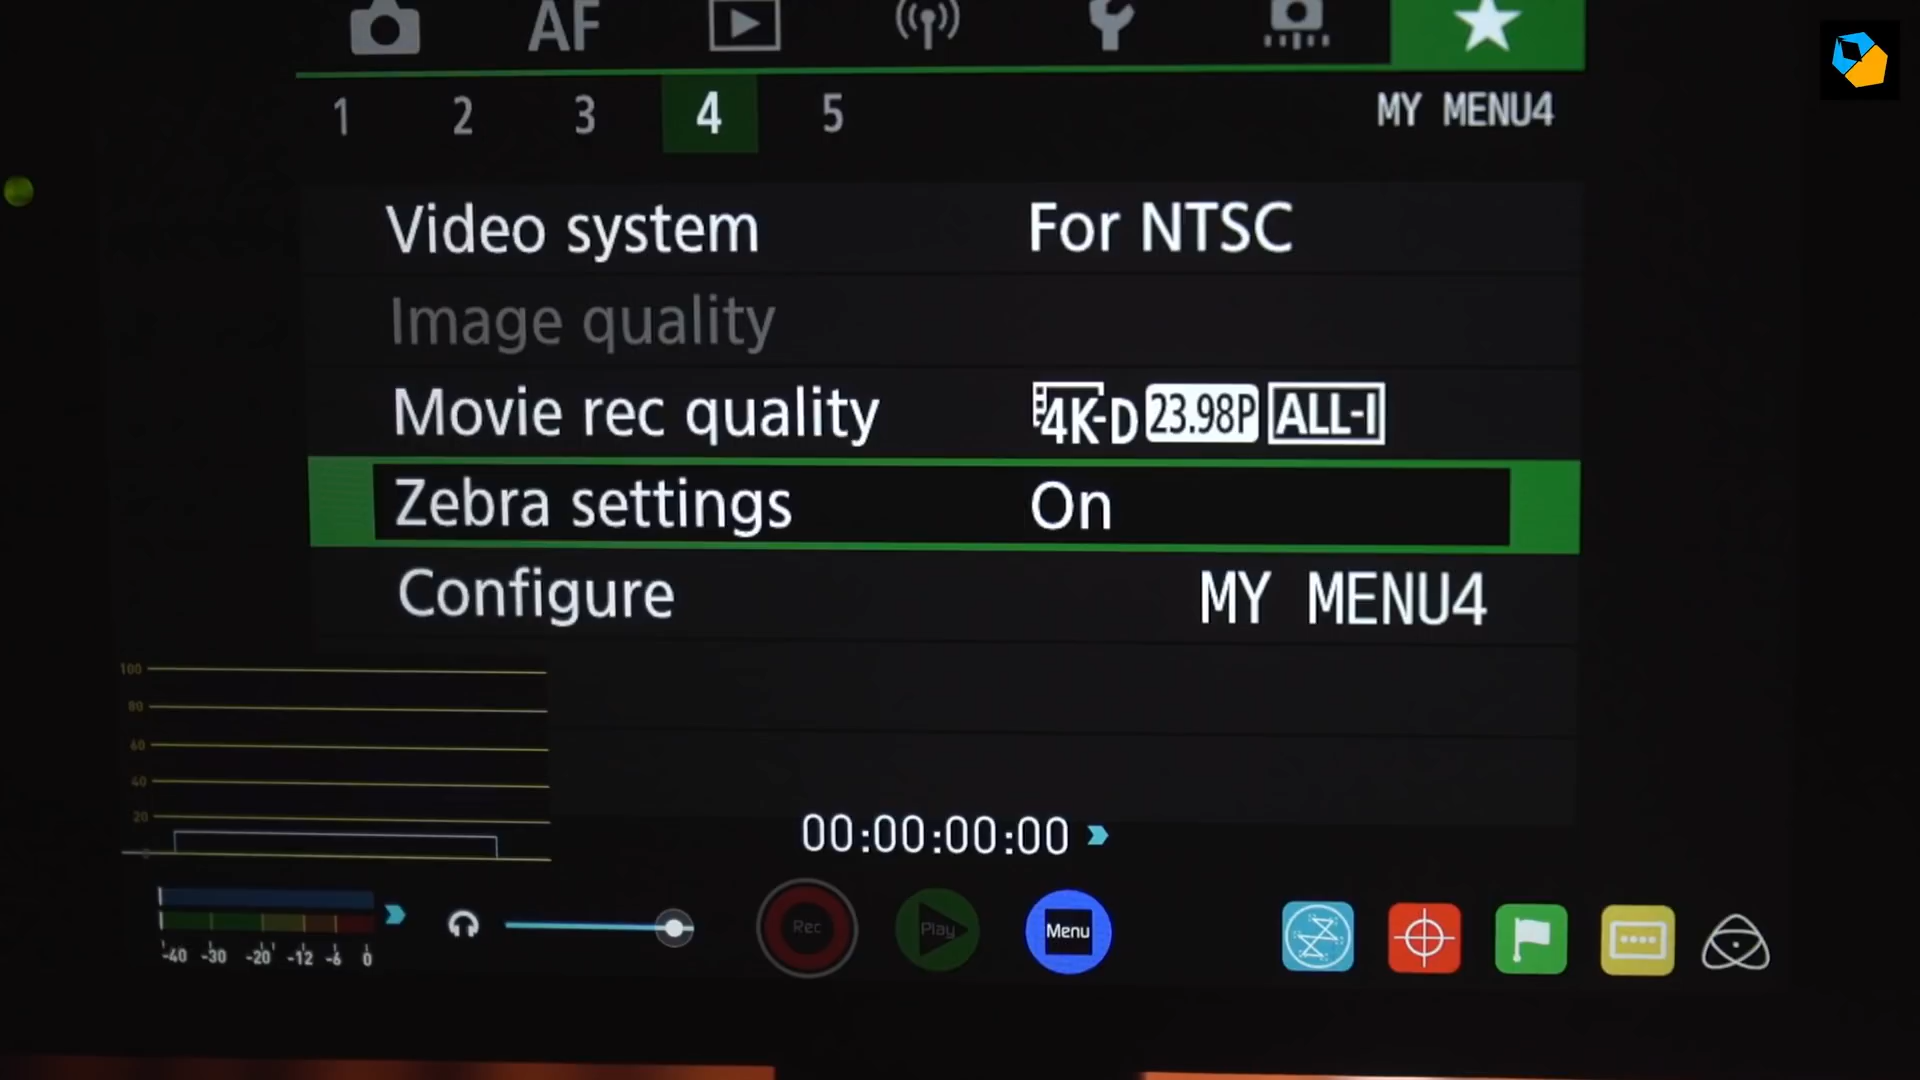 AF
1 2 3 4 5 MY MENU4
Video system For NTSC
Image quality
Movie rec quality 4K-D 23.98P ALL-I
Zebra settings On
Configure MY MENU4
100
80
60
40
20
0
00:00:00:00
Rec Play Menu
-40 -30 -20 -12 -6 0